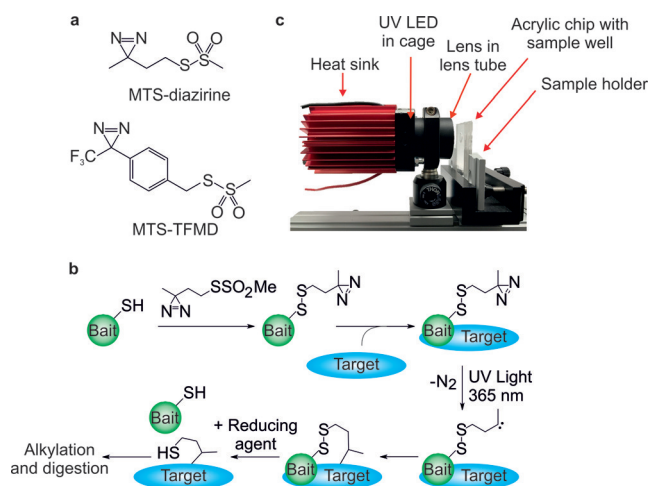 a
N=N
S
S
O
O
MTS-diazirine
N=N
F₃C
S
S
O
O
MTS-TFMD
c
UV LED
in cage
Lens in
lens tube
Acrylic chip with
sample well
Heat sink
Sample holder
b
SH
Bait
N=N
SSO₂Me
S
S
N
N
Bait
Target
S
S
N
N
Bait
Target
-N₂
UV Light
365 nm
S
S
Bait
Target
S
S
Bait
Target
+ Reducing
agent
SH
Bait
HS
Target
Alkylation
and digestion